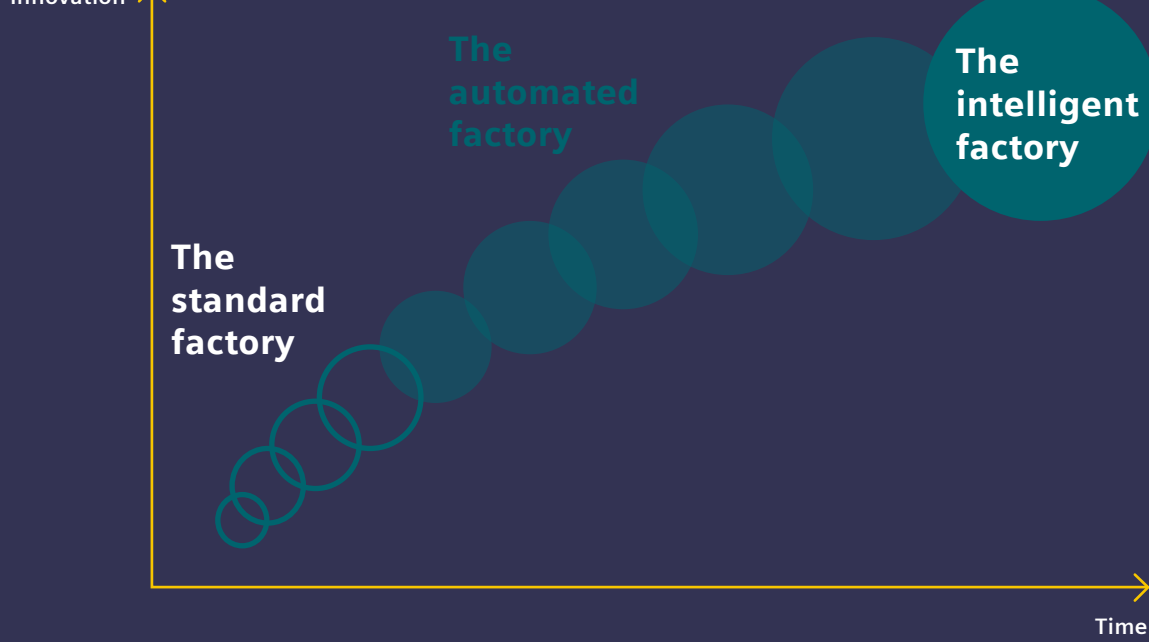 Innovation
The
automated
factory
The
intelligent
factory
The
standard
factory
Time